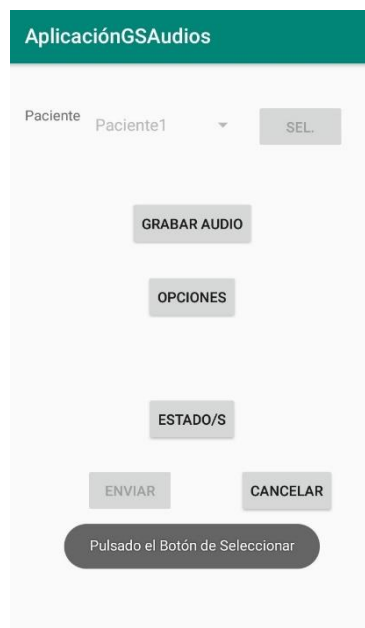 AplicaciónGSAudios
Paciente Paciente1 SEL.
GRABAR AUDIO
OPCIONES
ESTADO/S
ENVIAR CANCELAR
Pulsado el Botón de Seleccionar